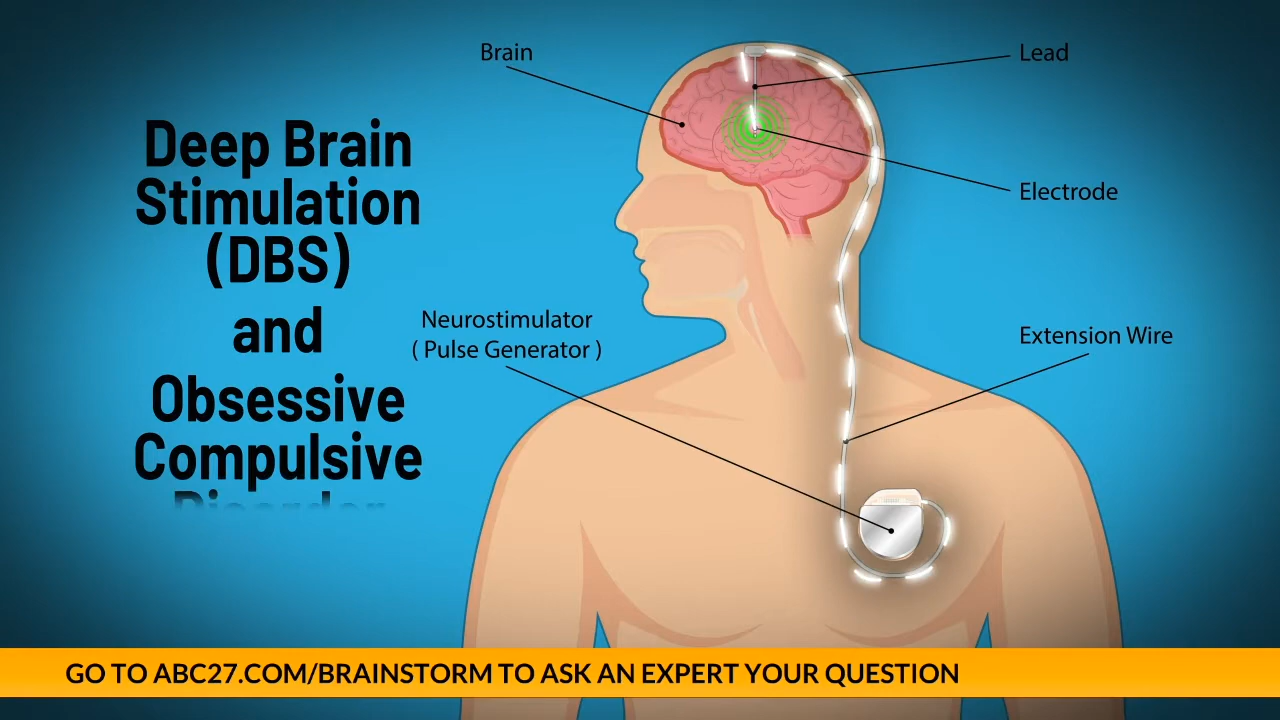 Brain
Lead
Deep Brain
Stimulation
(DBS)
Electrode
and
Neurostimulator
( Pulse Generator )
Extension Wire
Obsessive
Compulsive
Disorder
GO TO ABC27.COM/BRAINSTORM TO ASK AN EXPERT YOUR QUESTION